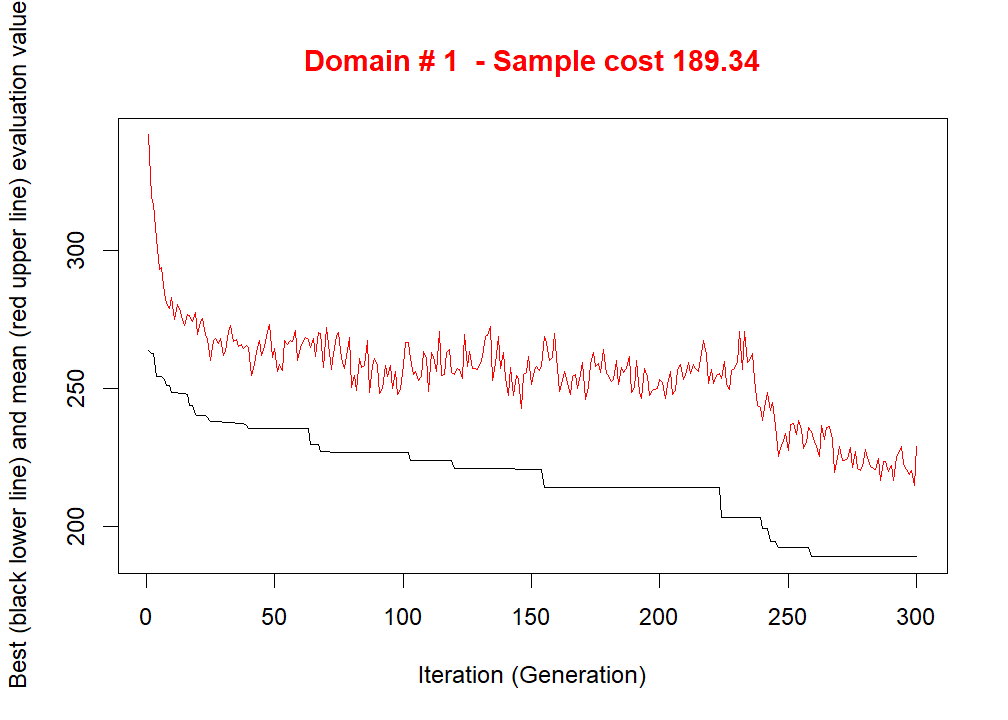 Domain # 1  - Sample cost 189.34
Best (black lower line) and mean (red upper line) evaluation value
300
250
200
0 50 100 150 200 250 300
Iteration (Generation)